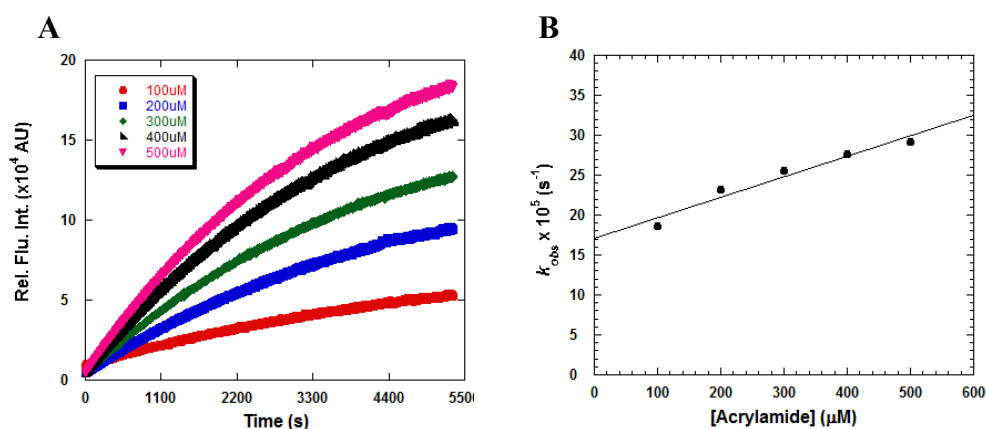 A
Rel. Flu. Int. (x10⁴ AU)
20
15
10
5
0
100uM
200uM
300uM
400uM
500uM
0 1100 2200 3300 4400 5500
Time (s)
B
k_obs x 10⁵ (s⁻¹)
40
35
30
25
20
15
10
5
0
0 100 200 300 400 500 600
[Acrylamide] (μM)